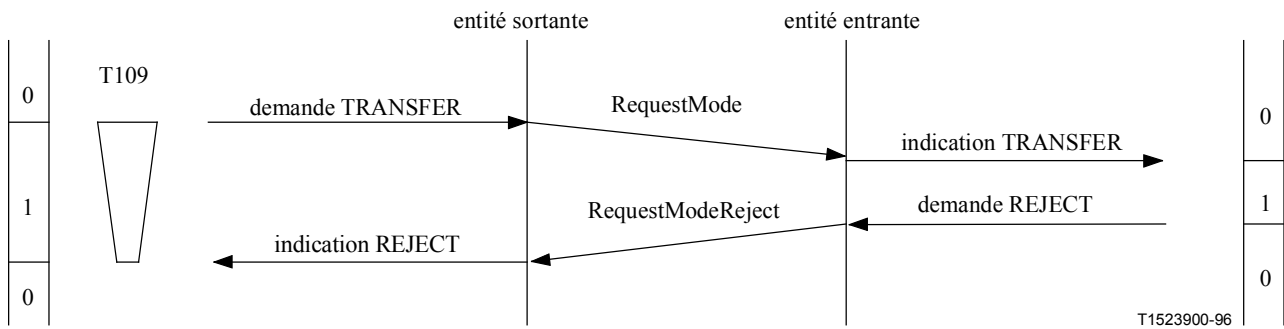 entité sortante
entité entrante
T109
0
demande TRANSFER
RequestMode
0
indication TRANSFER
1
RequestModeReject
demande REJECT
1
indication REJECT
0
0
T1523900-96